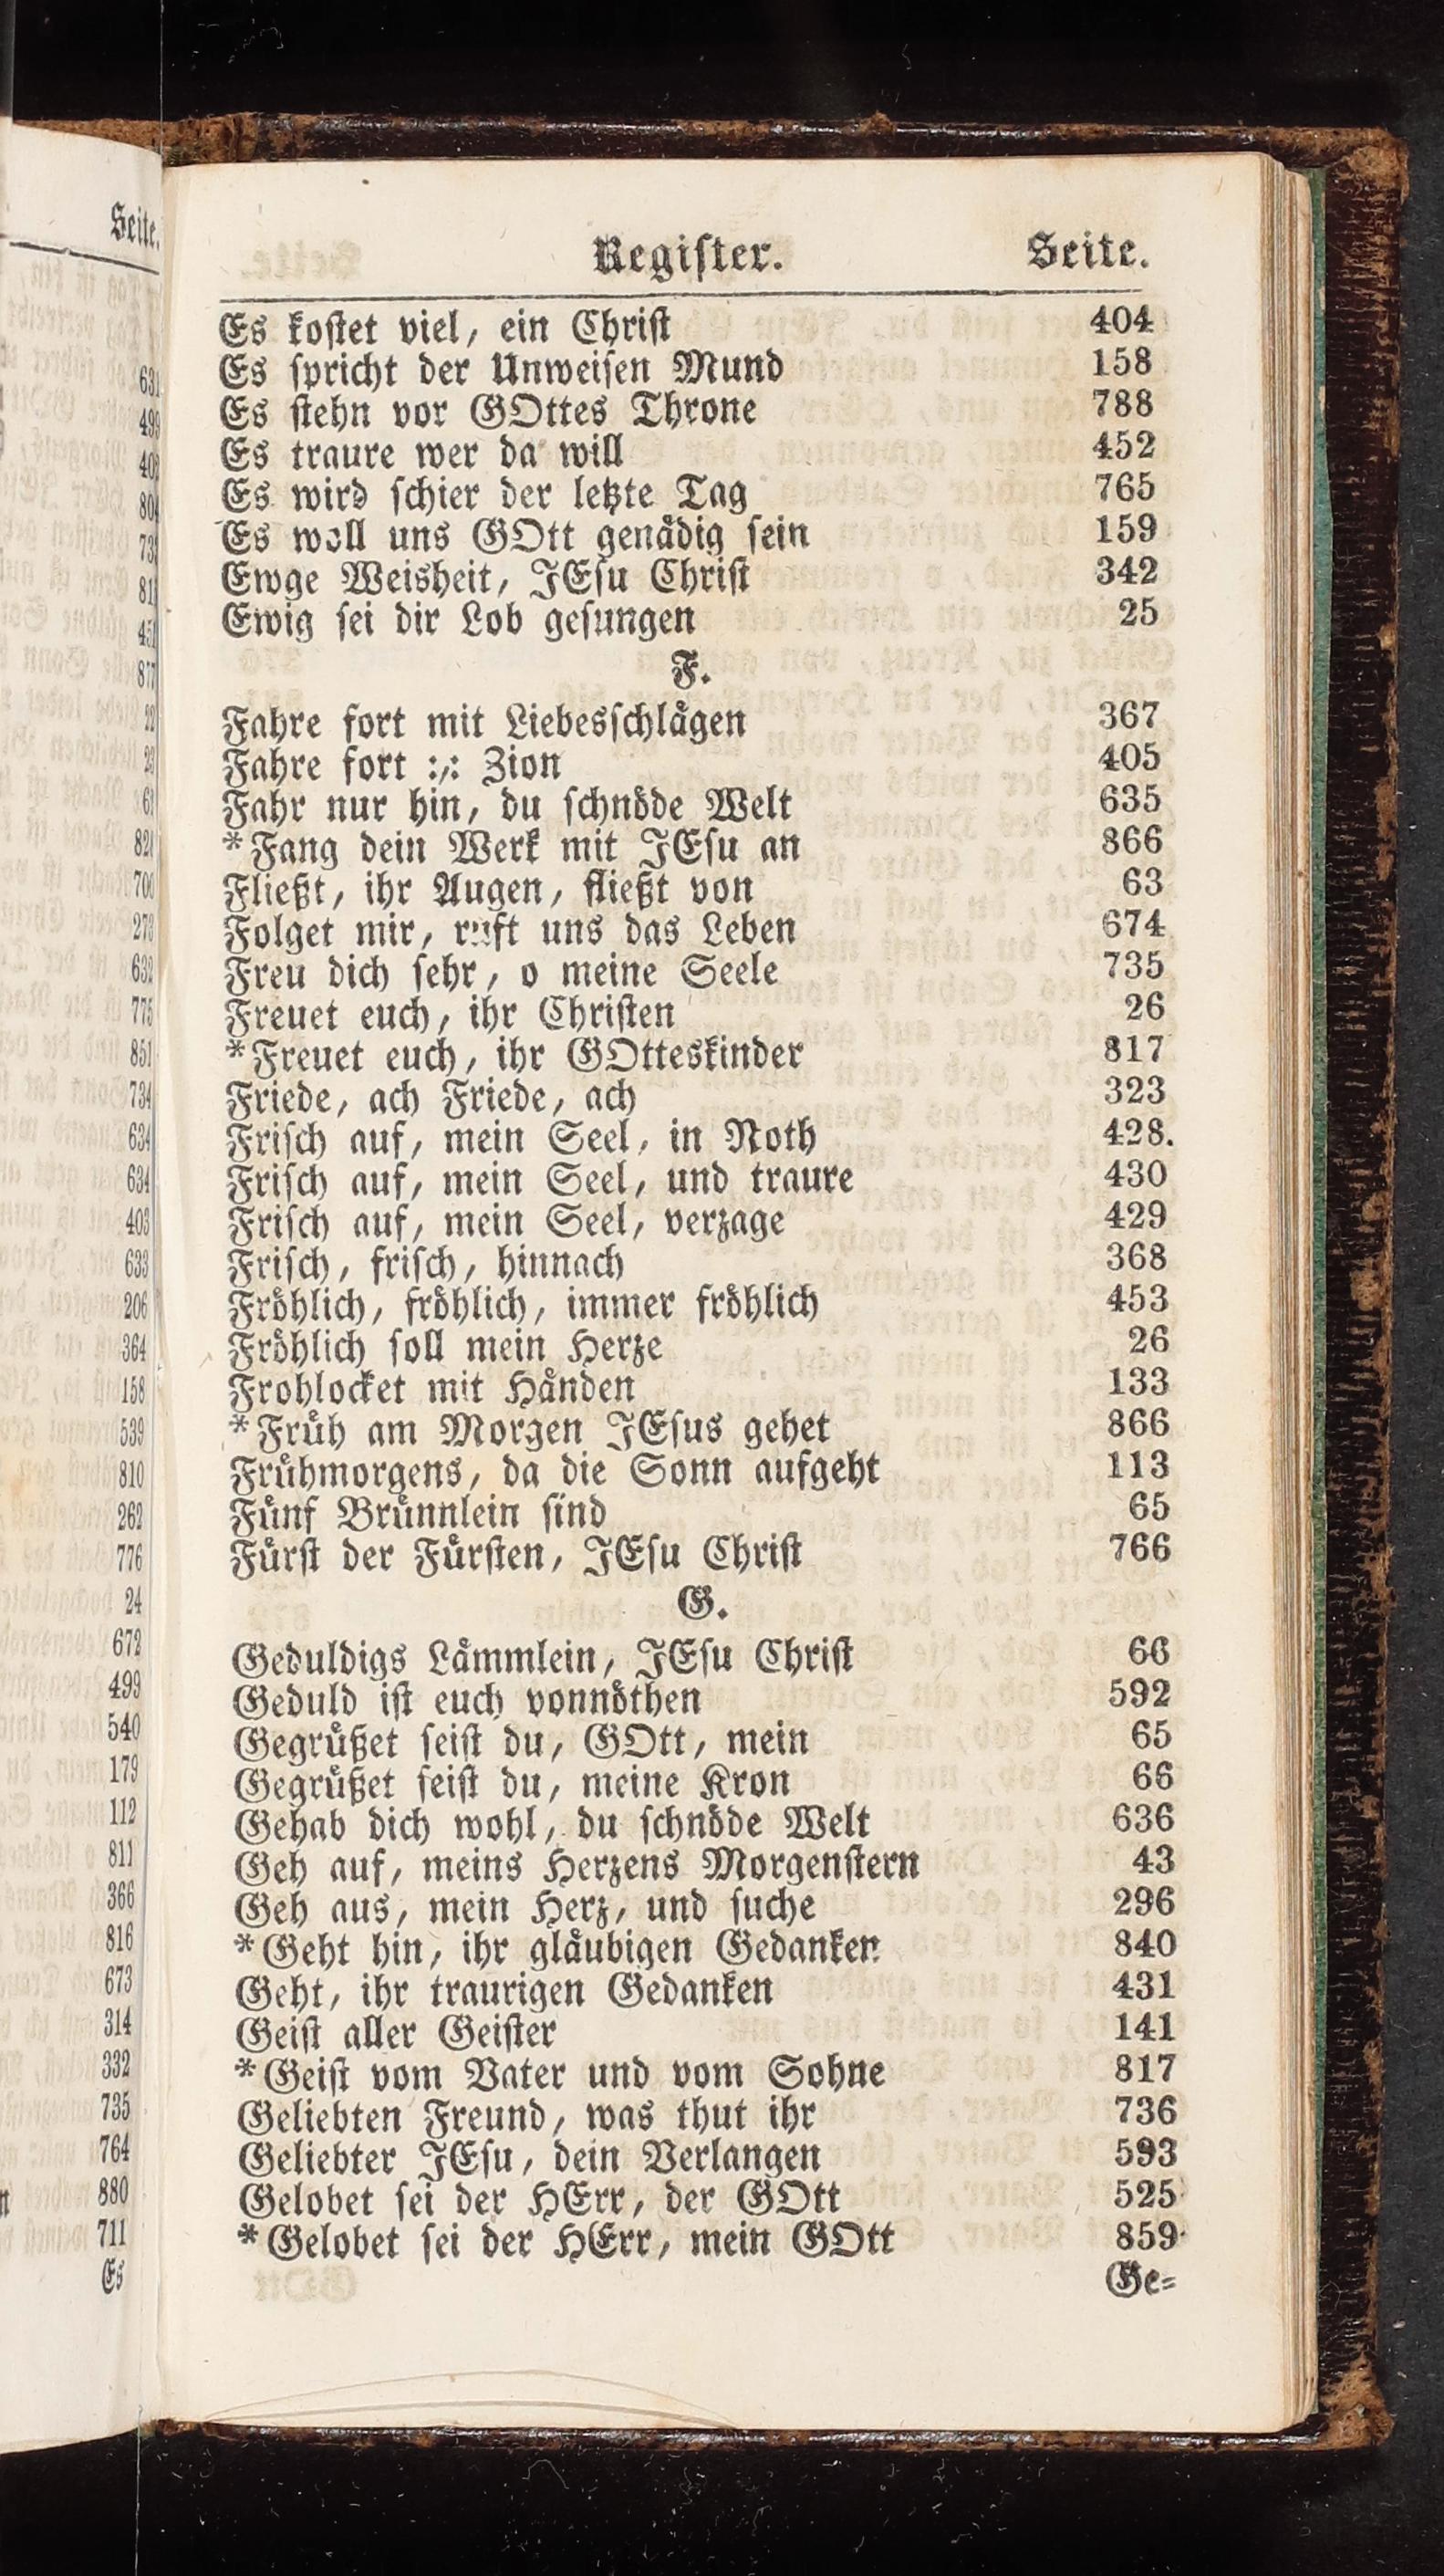 Register. Seite.
Es koſtet viel, ein Chriſt 404
Es ſpricht der Unweiſen Mund 158
Es ſtehn vor GOttes Throne 788
Es traure wer da will 452
Es wird ſchier der letzte Tag 765
Es woll uns GOtt genädig ſein 159
Ewge Weisheit, JEſu Chriſt 342
Ewig ſei dir Lob geſungen 25
F.
Fahre fort mit Liebesſchlägen 367
Fahre fort :,: Zion 405
Fahr nur hin, du ſchnöde Welt 635
*Fang dein Werk mit JEſu an 866
Fließt, ihr Augen, fließt von 63
Folget mir, ruft uns das Leben 674
Freu dich ſehr, o meine Seele 735
Freuet euch, ihr Chriſten 26
*Freuet euch, ihr GOtteskinder 817
Friede, ach Friede, ach 323
Friſch auf, mein Seel, in Noth 428.
Friſch auf, mein Seel, und traure 430
Friſch auf, mein Seel, verzage 429
Friſch, friſch, hinnach 368
Fröhlich, fröhlich, immer fröhlich 453
Fröhlich ſoll mein Herze 26
Frohlocket mit Händen 133
*Früh am Morgen JEſus gehet 866
Frühmorgens, da die Sonn aufgeht 113
Fünf Brünnlein ſind 65
Fürſt der Fürſten, JEſu Chriſt 766
G.
Geduldigs Lämmlein, JEſu Chriſt 66
Geduld iſt euch vonnöthen 592
Gegrüßet ſeiſt du, GOtt, mein 65
Gegrüßet ſeiſt du, meine Kron 66
Gehab dich wohl, du ſchnöde Welt 636
Geh auf, meins Herzens Morgenſtern 43
Geh aus, mein Herz, und ſuche 296
*Geht hin, ihr gläubigen Gedanken 840
Geht, ihr traurigen Gedanken 431
Geiſt aller Geiſter 141
*Geiſt vom Vater und vom Sohne 817
Geliebten Freund, was thut ihr 736
Geliebter JEſu, dein Verlangen 593
Gelobet ſei der HErr, der GOtt 525
*Gelobet ſei der HErr, mein GOtt 859
Ge-